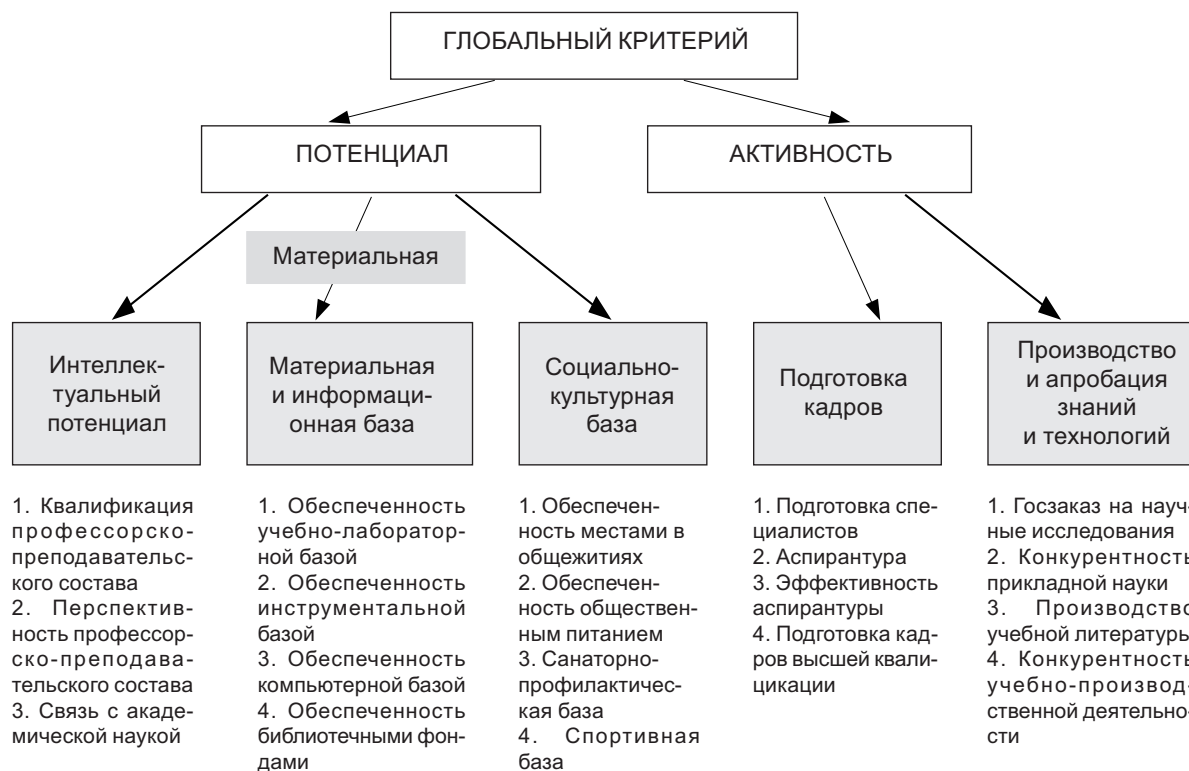 ГЛОБАЛЬНЫЙ КРИТЕРИЙ
ПОТЕНЦИАЛ
АКТИВНОСТЬ
Материальная
Интеллек-
туальный
потенциал
Материальная
и информаци-
онная база
Социально-
культурная
база
Подготовка
кадров
Производство
и апробация
знаний
и технологий
1. Квалификация
профессорско-
преподавательс-
кого состава
2. Перспектив-
ность профессор-
ско-преподава-
тельского состава
3. Связь с акаде-
мической наукой
1. Обеспеченность
учебно-лаборатор-
ной базой
2. Обеспеченность
инструментальной
базой
3. Обеспеченность
компьютерной базой
4. Обеспеченность
библиотечными фон-
дами
1. Обеспечен-
ность местами в
общежитиях
2. Обеспечен-
ность обществен-
ным питанием
3. Санаторно-
профилактичес-
кая база
4. Спортивная
база
1. Подготовка спе-
циалистов
2. Аспирантура
3. Эффективность
аспирантуры
4. Подготовка кад-
ров высшей квали-
цикации
1. Госзаказ на науч-
ные исследования
2. Конкурентность
прикладной науки
3. Производство
учебной литературы
4. Конкурентность
учебно-производ-
ственной деятельно-
сти